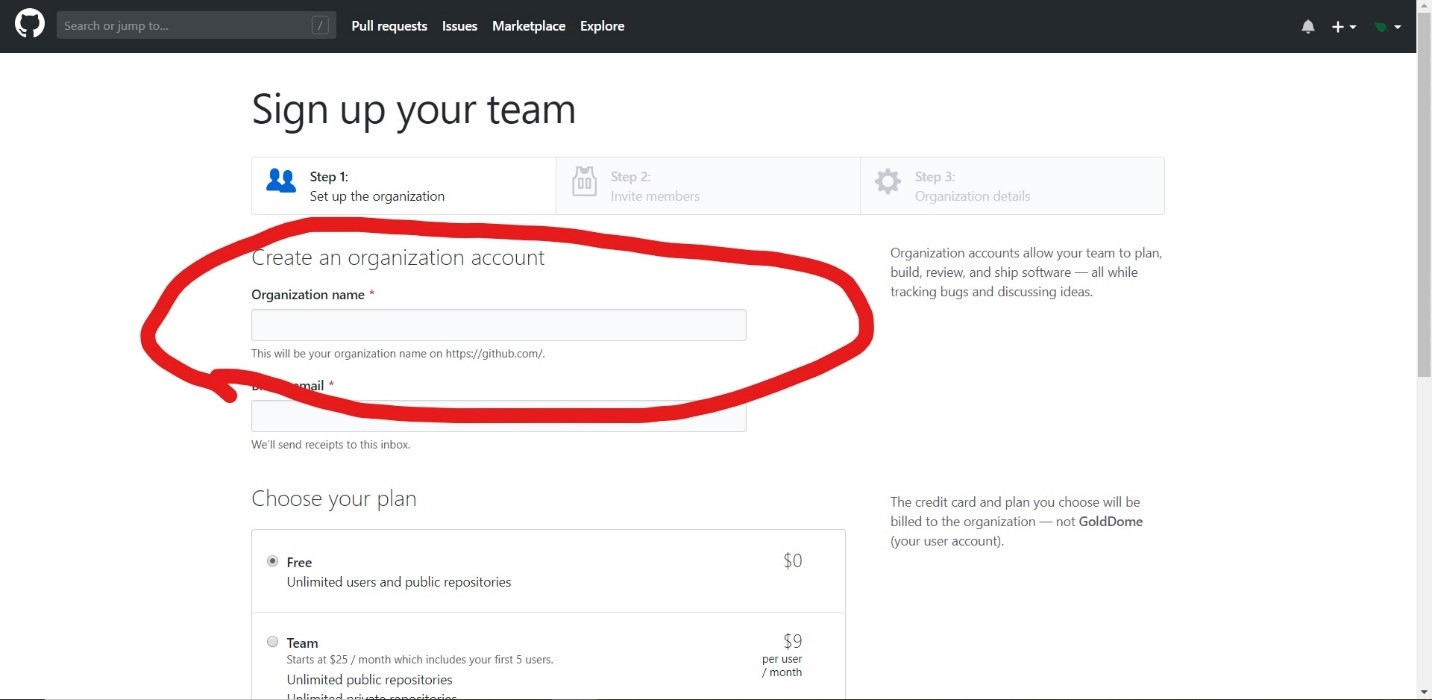 Search or jump to... /
Pull requests Issues Marketplace Explore
Sign up your team
Step 1:
Set up the organization
Step 2:
Invite members
Step 3:
Organization details
Create an organization account
Organization name *
This will be your organization name on https://github.com/.
email *
We'll send receipts to this inbox.
Organization accounts allow your team to plan,
build, review, and ship software — all while
tracking bugs and discussing ideas.
Choose your plan
The credit card and plan you choose will be
billed to the organization — not GoldDome
(your user account).
Free $0
Unlimited users and public repositories
Team $9
Starts at $25 / month which includes your first 5 users. per user
/ month
Unlimited public repositories
Unlimited private repositories